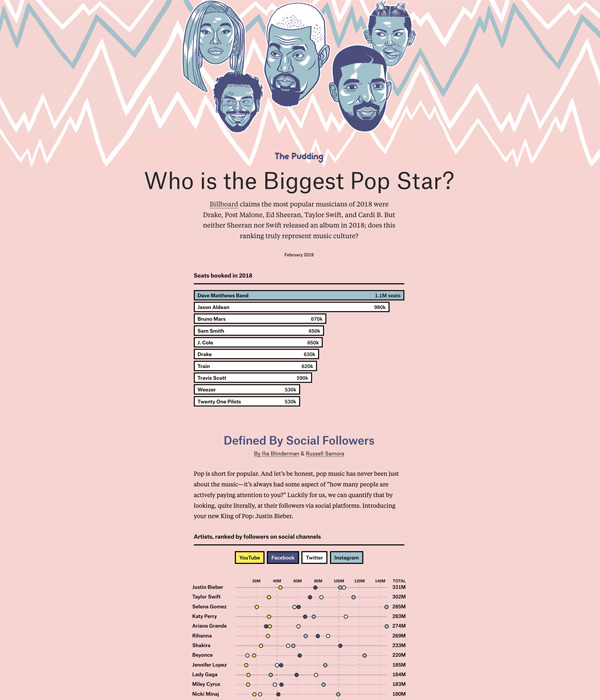 The Pudding
Who is the Biggest Pop Star?
Billboard claims the most popular musicians of 2018 were
Drake, Post Malone, Ed Sheeran, Taylor Swift, and Cardi B. But
neither Sheeran nor Swift released an album in 2018; does this
ranking truly represent music culture?
February 2019
Seats booked in 2018
Dave Matthews Band 1.1M seats
Jason Aldean 980k
Bruno Mars 670k
Sam Smith 650k
J. Cole 650k
Drake 630k
Train 620k
Travis Scott 590k
Weezer 530k
Twenty One Pilots 530k
Defined By Social Followers
By Ilia Blinderman & Russell Samora
Pop is short for popular. And let's be honest, pop music has never been just
about the music—it's always had some aspect of "how many people are
actively paying attention to you?" Luckily for us, we can quantify that by
looking, quite literally, at their followers via social platforms. Introducing
your new King of Pop: Justin Bieber.
Artists, ranked by followers on social channels
YouTube Facebook Twitter Instagram
20M 40M 60M 80M 100M 120M 140M TOTAL
Justin Bieber 331M
Taylor Swift 302M
Selena Gomez 285M
Katy Perry 283M
Ariana Grande 274M
Rihanna 269M
Shakira 233M
Beyonce 220M
Jennifer Lopez 185M
Lady Gaga 184M
Miley Cyrus 183M
Nicki Minaj 180M